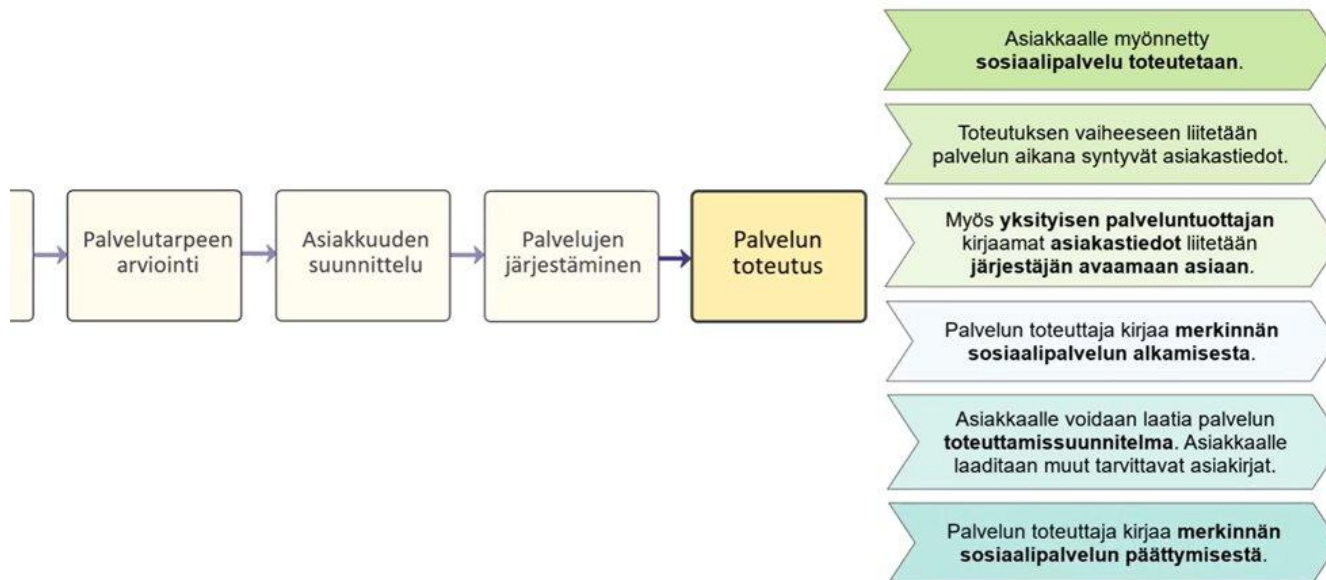 Palvelutarpeen
arviointi
Asiakkuuden
suunnittelu
Palvelujen
järjestäminen
Palvelun
toteutus
Asiakkaalle myönnetty
sosiaalipalvelu toteutetaan.
Toteutuksen vaiheeseen liitetään
palvelun aikana syntyvät asiakastiedot.
Myös yksityisen palveluntuottajan
kirjaamat asiakastiedot liitetään
järjestäjän avaamaan asiaan.
Palvelun toteuttaja kirjaa merkinnän
sosiaalipalvelun alkamisesta.
Asiakkaalle voidaan laatia palvelun
toteuttamissuunnitelma. Asiakkaalle
laaditaan muut tarvittavat asiakirjat.
Palvelun toteuttaja kirjaa merkinnän
sosiaalipalvelun päättymisestä.